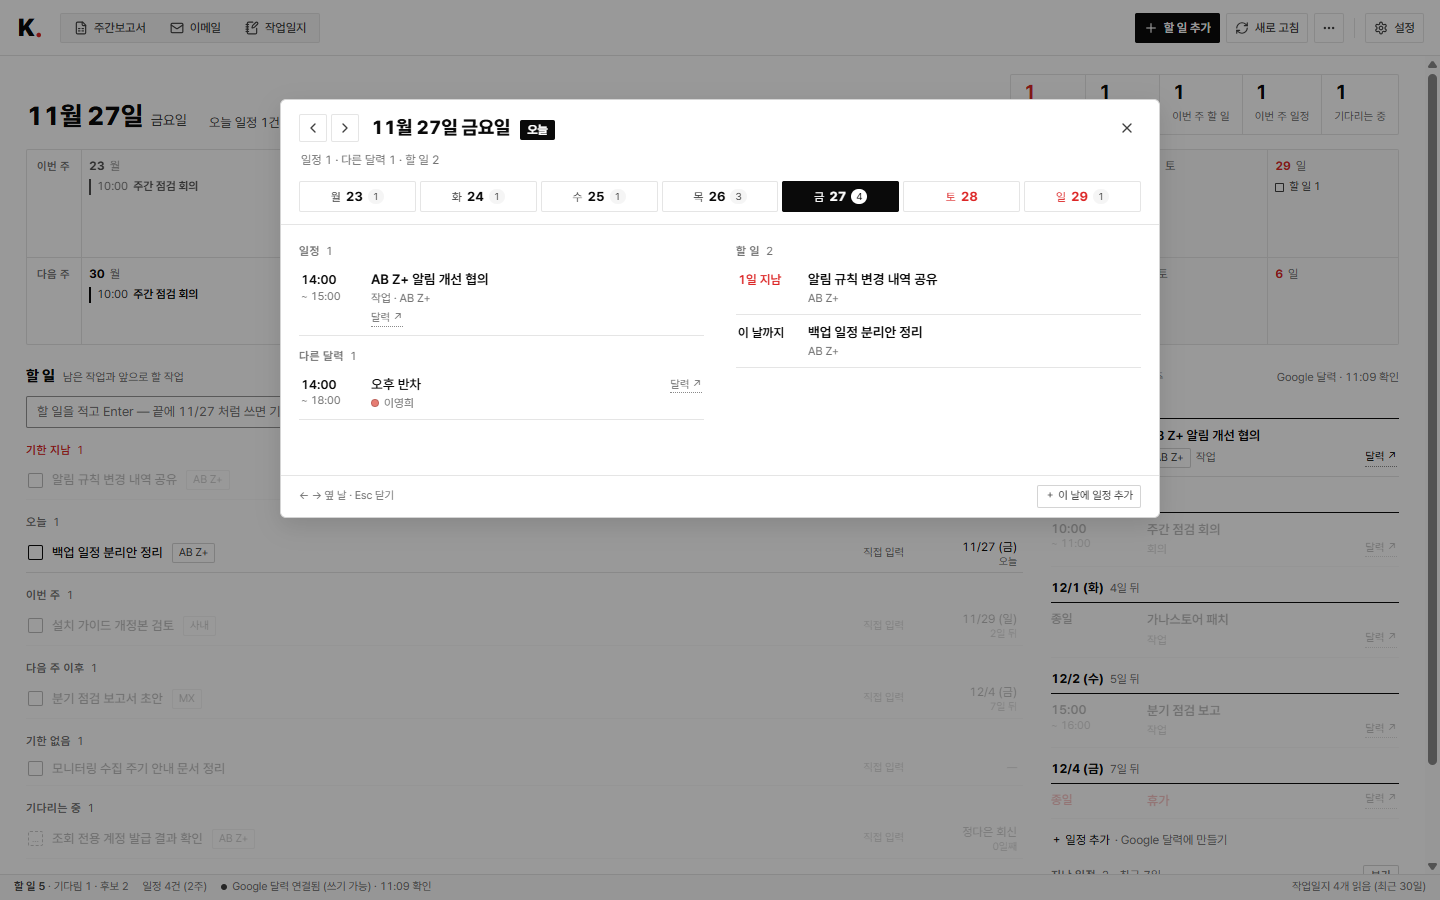 K.
주간보고서 이메일 작업일지
+ 할 일 추가 새로 고침 ··· 설정
11월 27일 금요일 오늘 일정 1건
1 1 1 1 1
이번 주 할 일 이번 주 일정 기다리는 중
이번 주 23 월
10:00 주간 점검 회의
토
29 일
할 일 1
다음 주 30 월
10:00 주간 점검 회의
토
6 일
11월 27일 금요일 오늘
일정 1 · 다른 달력 1 · 할 일 2
월 23 1 화 24 1 수 25 1 목 26 3 금 27 4 토 28 일 29 1
일정 1
14:00 AB Z+ 알림 개선 협의
~ 15:00 작업 · AB Z+
달력 ↗
다른 달력 1
14:00 오후 반차 달력 ↗
~ 18:00 이영희
할 일 2
1일 지남 알림 규칙 변경 내역 공유
AB Z+
이 날까지 백업 일정 분리안 정리
AB Z+
← → 옆 날 · Esc 닫기 + 이 날에 일정 추가
할 일 남은 작업과 앞으로 할 작업
할 일을 적고 Enter — 끝에 11/27 처럼 쓰면 기
기한 지남 1
알림 규칙 변경 내역 공유 AB Z+
오늘 1
백업 일정 분리안 정리 AB Z+ 직접 입력 11/27 (금)
오늘
이번 주 1
설치 가이드 개정본 검토 사내 직접 입력 11/29 (일)
2일 뒤
다음 주 이후 1
분기 점검 보고서 초안 MX 직접 입력 12/4 (금)
7일 뒤
기한 없음 1
모니터링 수집 주기 안내 문서 정리 직접 입력 —
기다리는 중 1
조회 전용 계정 발급 결과 확인 AB Z+ 직접 입력 정다은 회신
0일째
Google 달력 · 11:09 확인
Z+ 알림 개선 협의
Z+ 작업 달력 ↗
10:00 주간 점검 회의
~ 11:00 회의 달력 ↗
12/1 (화) 4일 뒤
종일 가나스토어 패치
작업 달력 ↗
12/2 (수) 5일 뒤
15:00 분기 점검 보고
~ 16:00 작업 달력 ↗
12/4 (금) 7일 뒤
종일 휴가 달력 ↗
+ 일정 추가 · Google 달력에 만들기
할 일 5 · 기다림 1 · 후보 2 일정 4건 (2주) ● Google 달력 연결됨 (쓰기 가능) · 11:09 확인
작업일지 4개 읽음 (최근 30일)